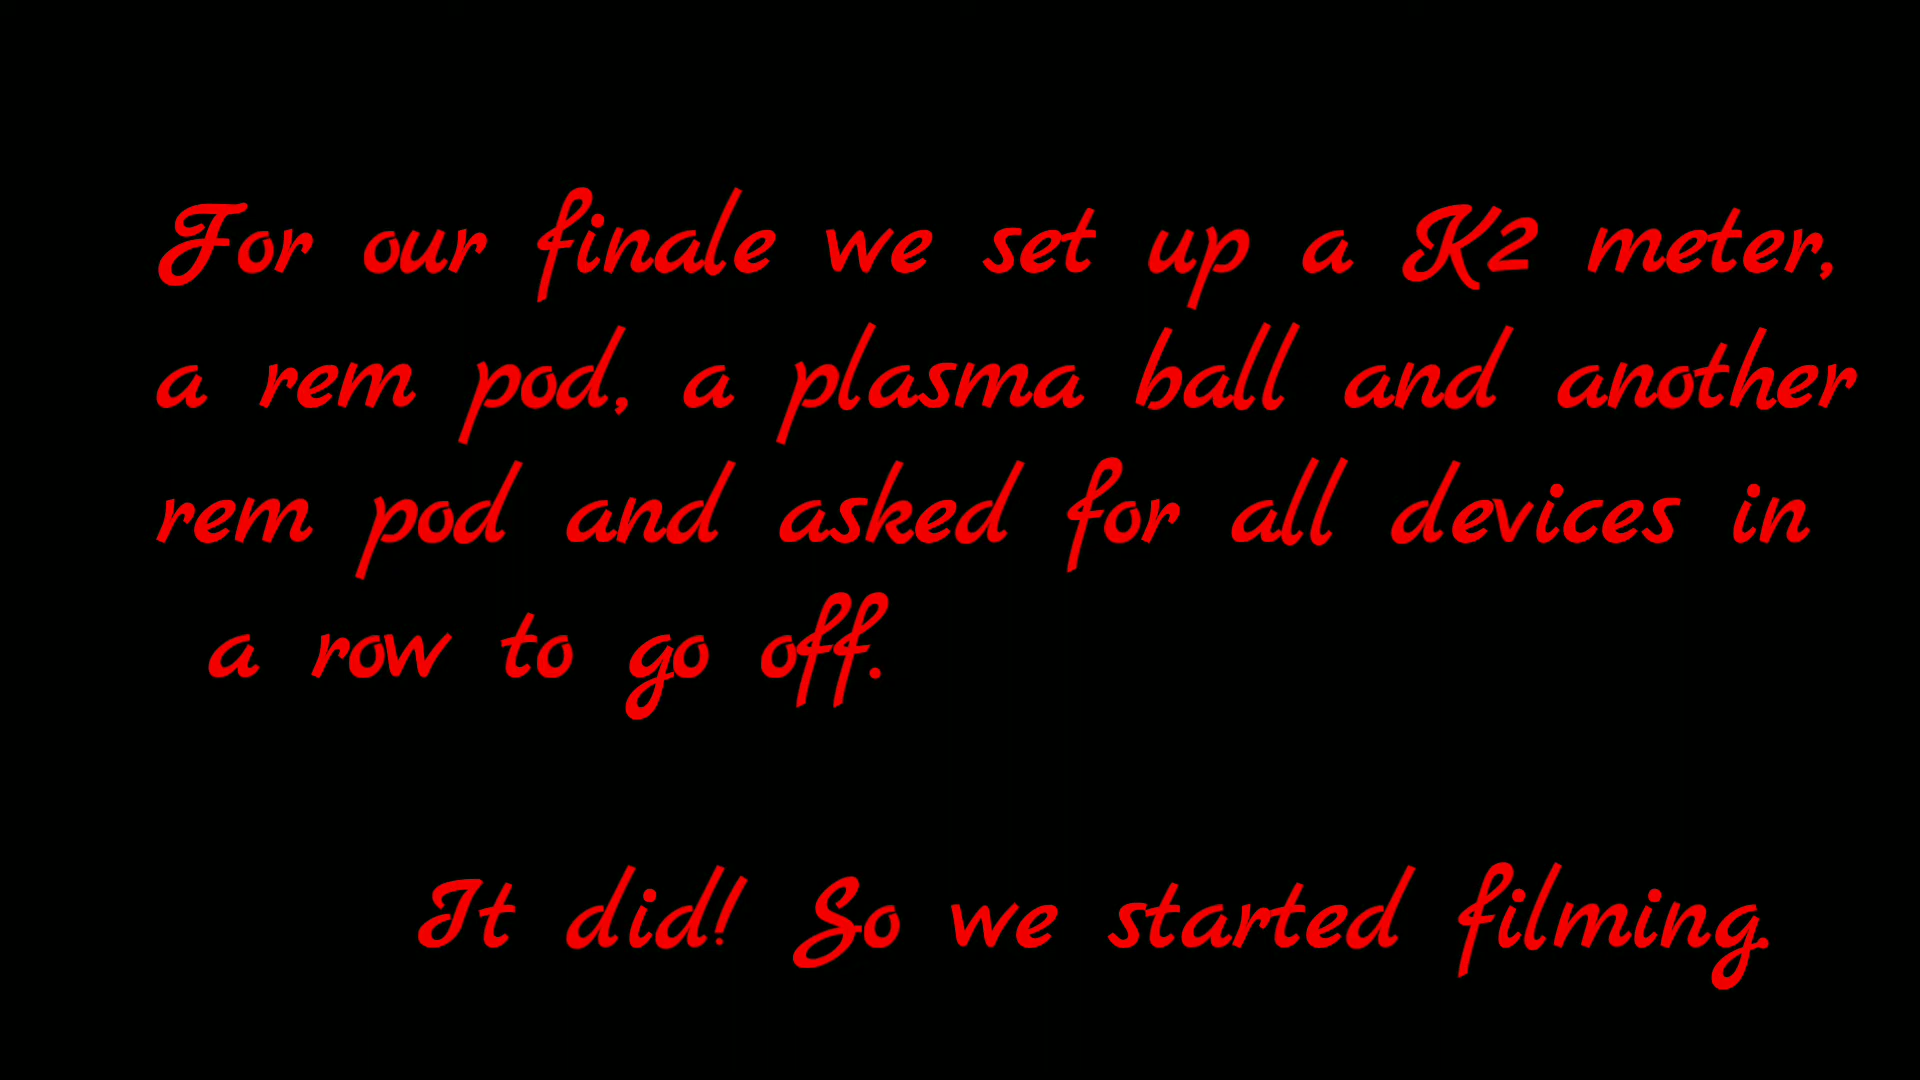 For our finale we set up a K2 meter,
a rem pod, a plasma ball and another
rem pod and asked for all devices in
a row to go off.
It did! So we started filming.